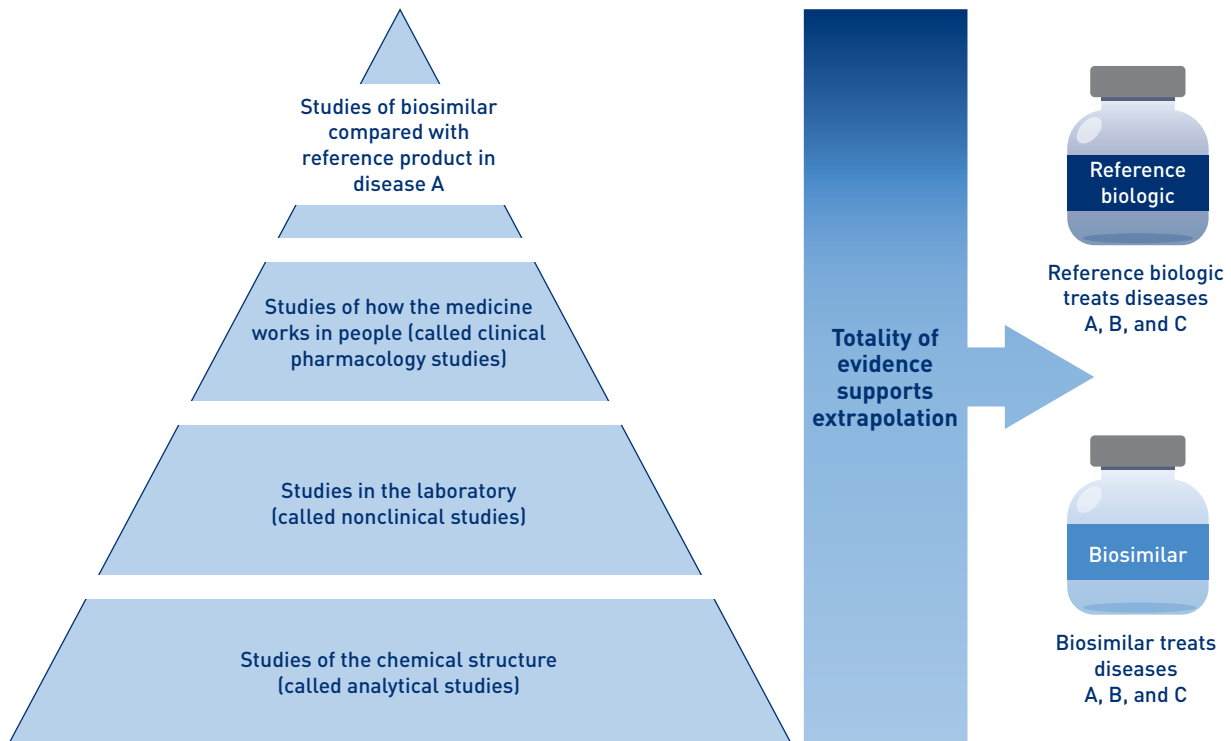 Studies of biosimilar
compared with
reference product in
disease A
Studies of how the medicine
works in people (called clinical
pharmacology studies)
Studies in the laboratory
(called nonclinical studies)
Studies of the chemical structure
(called analytical studies)
Totality of
evidence
supports
extrapolation
Reference
biologic
Reference biologic
treats diseases
A, B, and C
Biosimilar
Biosimilar treats
diseases
A, B, and C